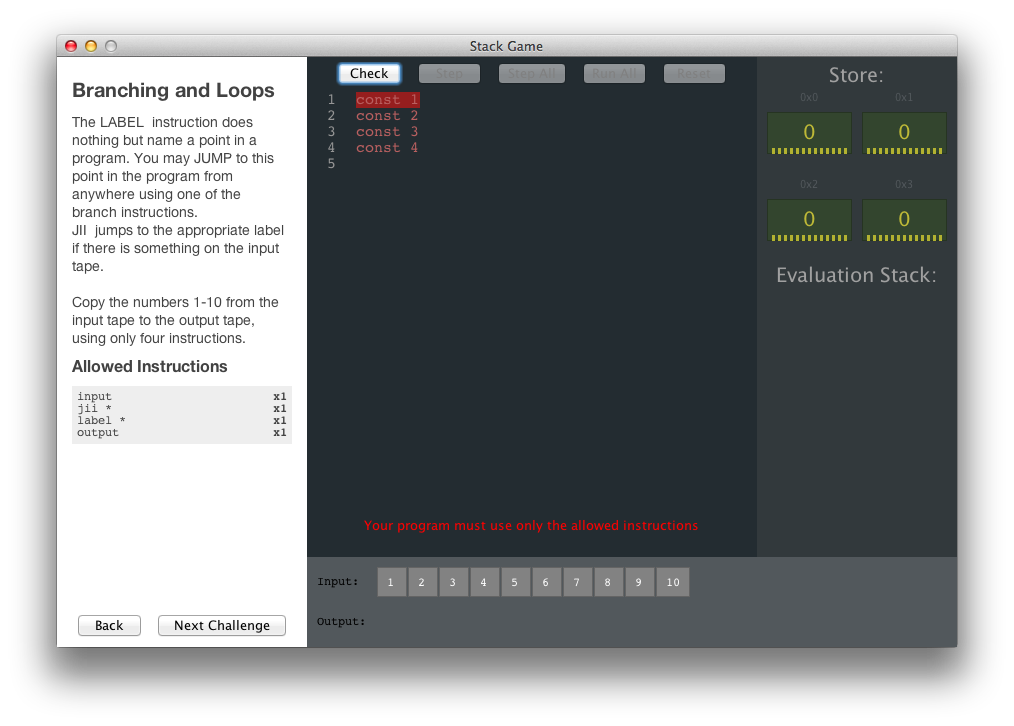 Stack Game
Branching and Loops
The LABEL instruction does
nothing but name a point in a
program. You may JUMP to this
point in the program from
anywhere using one of the
branch instructions.
JII jumps to the appropriate label
if there is something on the input
tape.
Copy the numbers 1-10 from the
input tape to the output tape,
using only four instructions.
Allowed Instructions
input x1
jii * x1
label * x1
output x1
Back Next Challenge
Check Step Step All Run All Reset
1 const 1
2 const 2
3 const 3
4 const 4
5
Your program must use only the allowed instructions
Store:
0x0 0x1
0 0
0x2 0x3
0 0
Evaluation Stack:
Input: 1 2 3 4 5 6 7 8 9 10
Output: